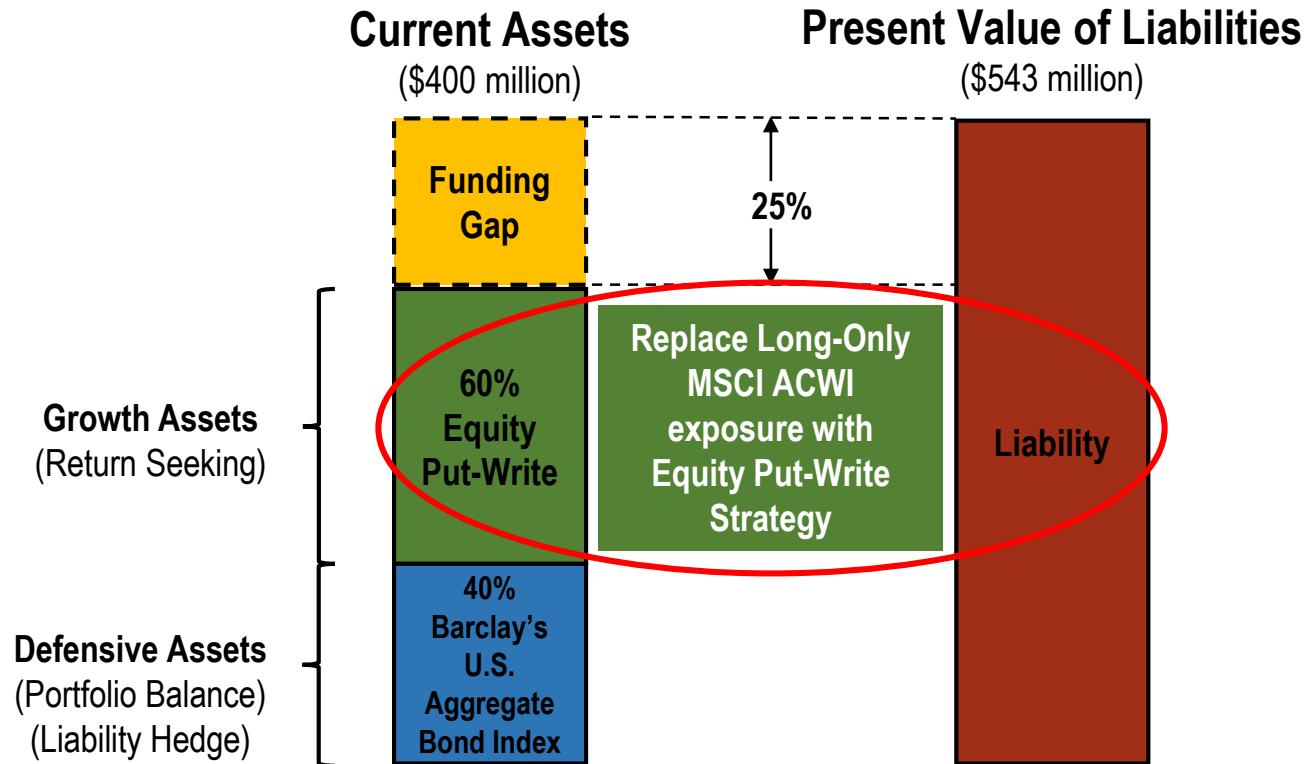 Current Assets
($400 million)
Present Value of Liabilities
($543 million)
Funding
Gap
25%
Growth Assets
(Return Seeking)
60%
Equity
Put-Write
Replace Long-Only
MSCI ACWI
exposure with
Equity Put-Write
Strategy
Liability
Defensive Assets
(Portfolio Balance)
(Liability Hedge)
40%
Barclay's
U.S.
Aggregate
Bond Index